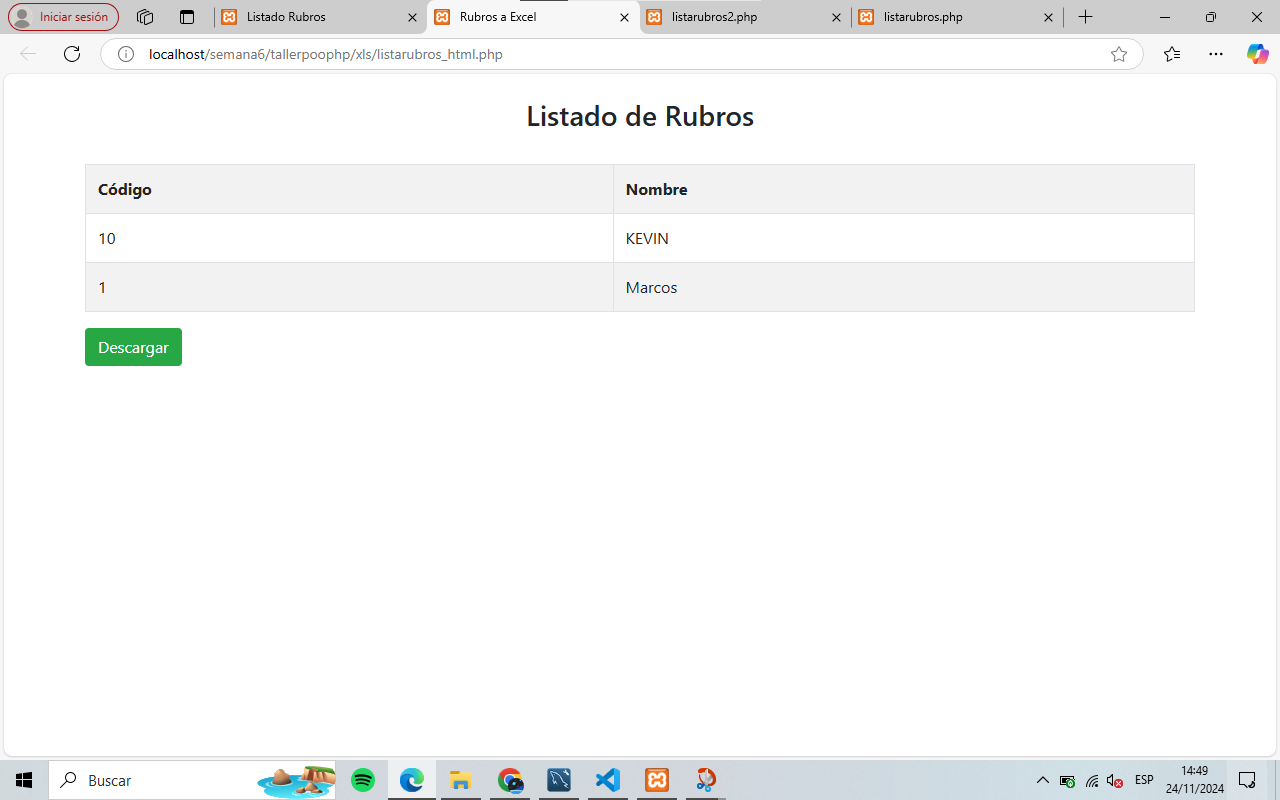 Iniciar sesión
Listado Rubros
Rubros a Excel
listarubros2.php
listarubros.php
localhost/semana6/tallerpoophp/xls/listarubros_html.php
Listado de Rubros
Código Nombre
10 KEVIN
1 Marcos
Descargar
Buscar
ESP
14:49
24/11/2024